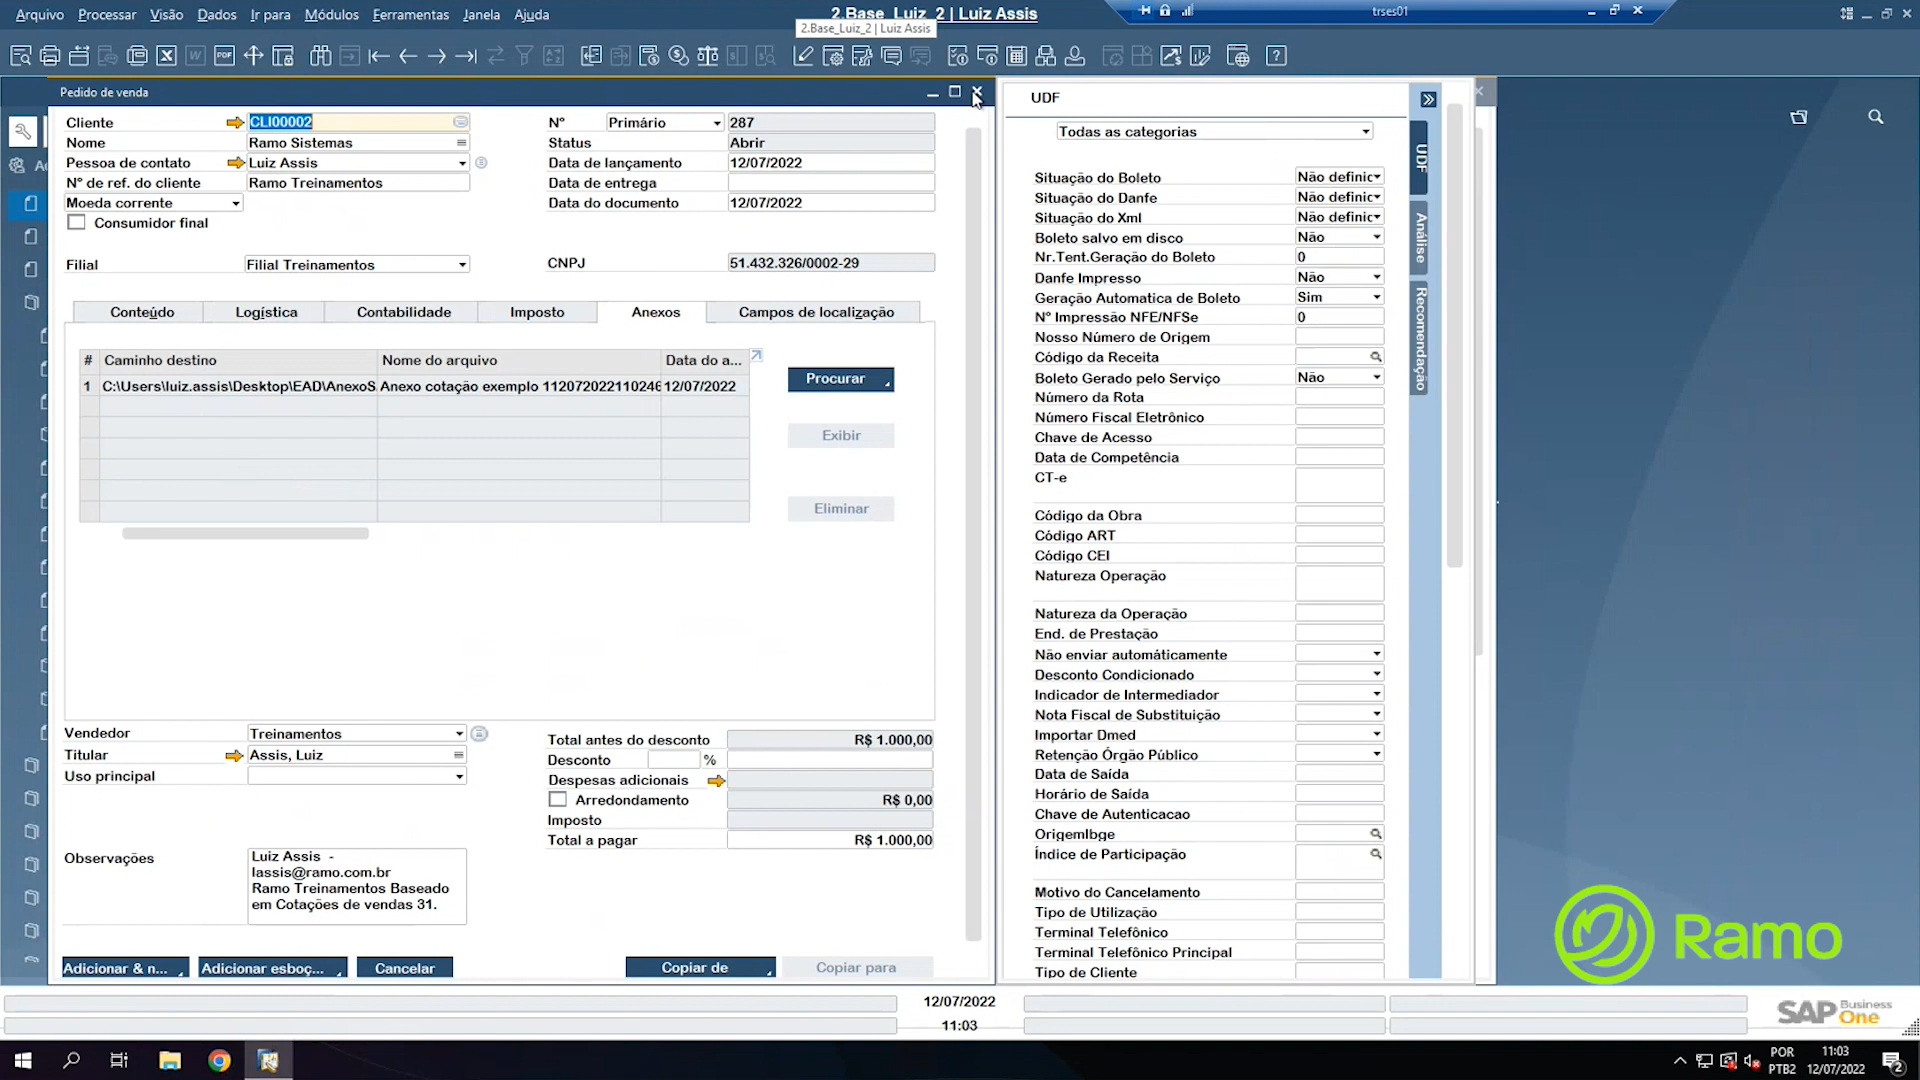 Arquivo Processar Visão Dados Ir para Módulos Ferramentas Janela Ajuda
2.Base_Luiz_2 | Luiz Assis
trses01
2.Base_Luiz_2 | Luiz Assis
Pedido de venda
Cliente CLI00002
Nome Ramo Sistemas
Pessoa de contato Luiz Assis
Nº de ref. do cliente Ramo Treinamentos
Moeda corrente
Consumidor final
Filial Filial Treinamentos
Nº Primário 287
Status Abrir
Data de lançamento 12/07/2022
Data de entrega
Data do documento 12/07/2022
CNPJ 51.432.326/0002-29
Conteúdo Logística Contabilidade Imposto Anexos Campos de localização
# Caminho destino Nome do arquivo Data do a...
1 C:\Users\luiz.assis\Desktop\EAD\AnexoS Anexo cotação exemplo 112072022110246 12/07/2022
Procurar
Exibir
Eliminar
Vendedor Treinamentos
Titular Assis, Luiz
Uso principal
Observações
Luiz Assis -
lassis@ramo.com.br
Ramo Treinamentos Baseado
em Cotações de vendas 31.
Total antes do desconto R$ 1.000,00
Desconto %
Despesas adicionais
Arredondamento R$ 0,00
Imposto
Total a pagar R$ 1.000,00
Adicionar & n... Adicionar esboç... Cancelar Copiar de Copiar para
UDF
Todas as categorias
Situação do Boleto Não definic
Situação do Danfe Não definic
Situação do Xml Não definic
Boleto salvo em disco Não
Nr.Tent.Geração do Boleto 0
Danfe Impresso Não
Geração Automatica de Boleto Sim
Nº Impressão NFE/NFSe 0
Nosso Número de Origem
Código da Receita
Boleto Gerado pelo Serviço Não
Número da Rota
Número Fiscal Eletrônico
Chave de Acesso
Data de Competência
CT-e
Código da Obra
Código ART
Código CEI
Natureza Operação
Natureza da Operação
End. de Prestação
Não enviar automáticamente
Desconto Condicionado
Indicador de Intermediador
Nota Fiscal de Substituição
Importar Dmed
Retenção Órgão Público
Data de Saída
Horário de Saída
Chave de Autenticacao
OrigemIbge
Índice de Participação
Motivo do Cancelamento
Tipo de Utilização
Terminal Telefônico
Terminal Telefônico Principal
Tipo de Cliente
UDF
Análise
Recomendação
Ramo
12/07/2022
11:03
SAP Business One
POR
PTB2
11:03
12/07/2022
2